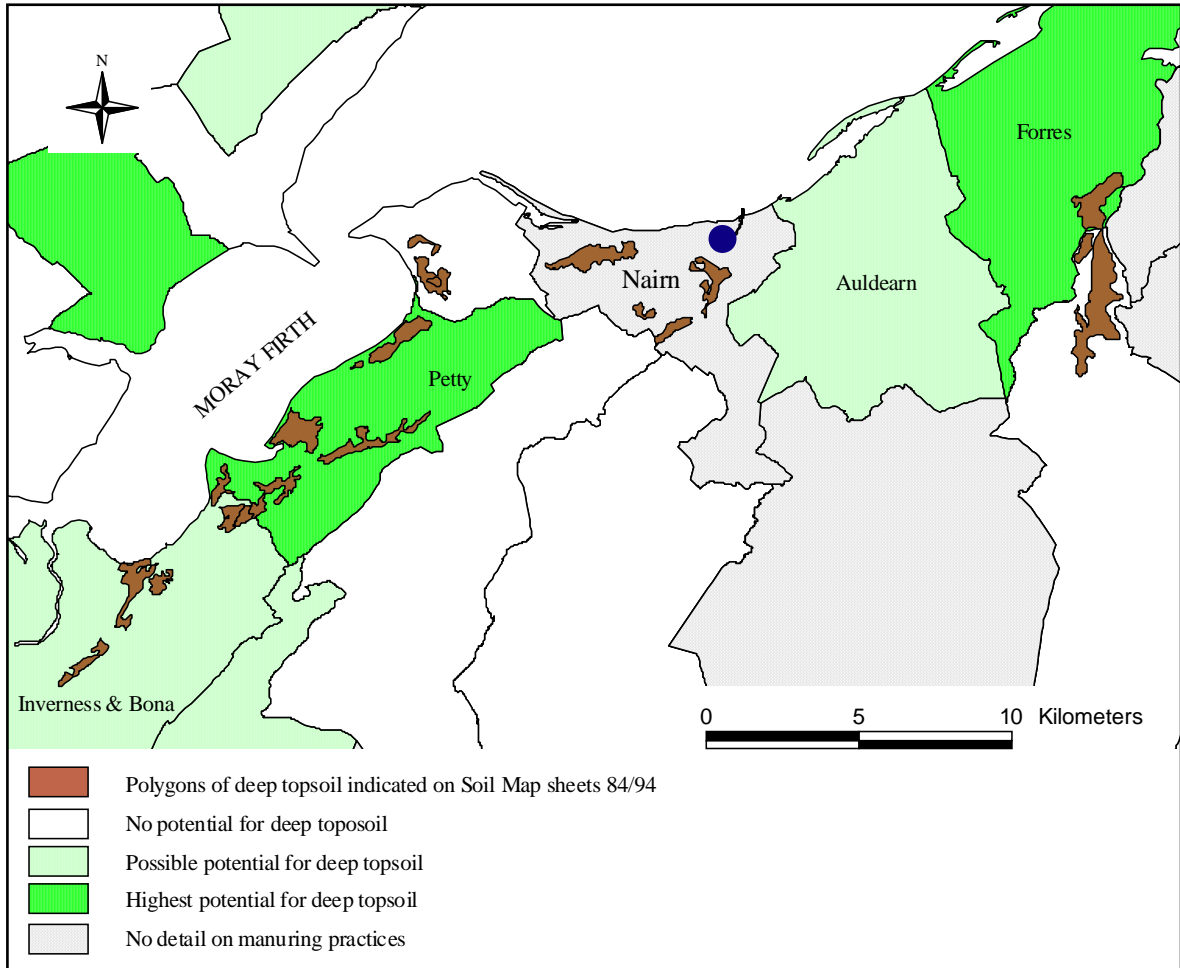 N
Forres
Nairn
Auldearn
MORAY FIRTH
Petty
Inverness & Bona
0 5 10 Kilometers
Polygons of deep topsoil indicated on Soil Map sheets 84/94
No potential for deep toposoil
Possible potential for deep topsoil
Highest potential for deep topsoil
No detail on manuring practices